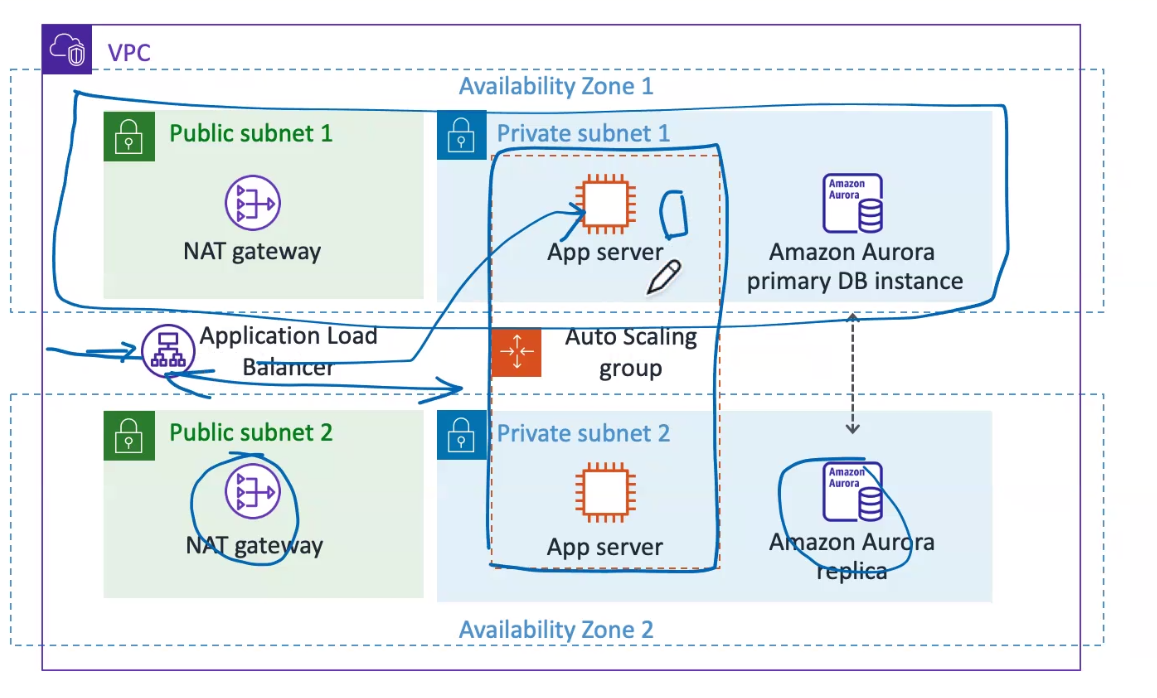 VPC
Availability Zone 1
Public subnet 1
Private subnet 1
Amazon
Aurora
NAT gateway
App server
Amazon Aurora
primary DB instance
Application Load
Balancer
Auto Scaling
group
Public subnet 2
Private subnet 2
Amazon
Aurora
NAT gateway
App server
Amazon Aurora
replica
Availability Zone 2